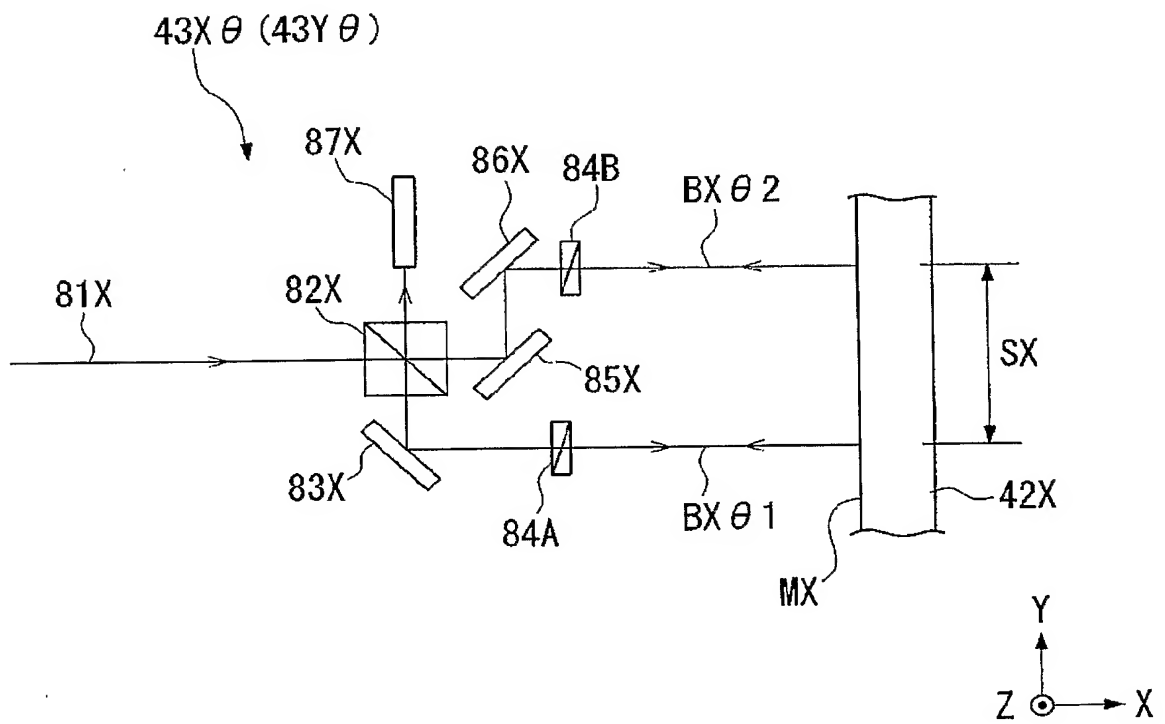 43Xθ (43Yθ)
87X
86X
84B
BXθ2
81X
82X
SX
85X
83X
84A
BXθ1
42X
MX
Y
Z
X